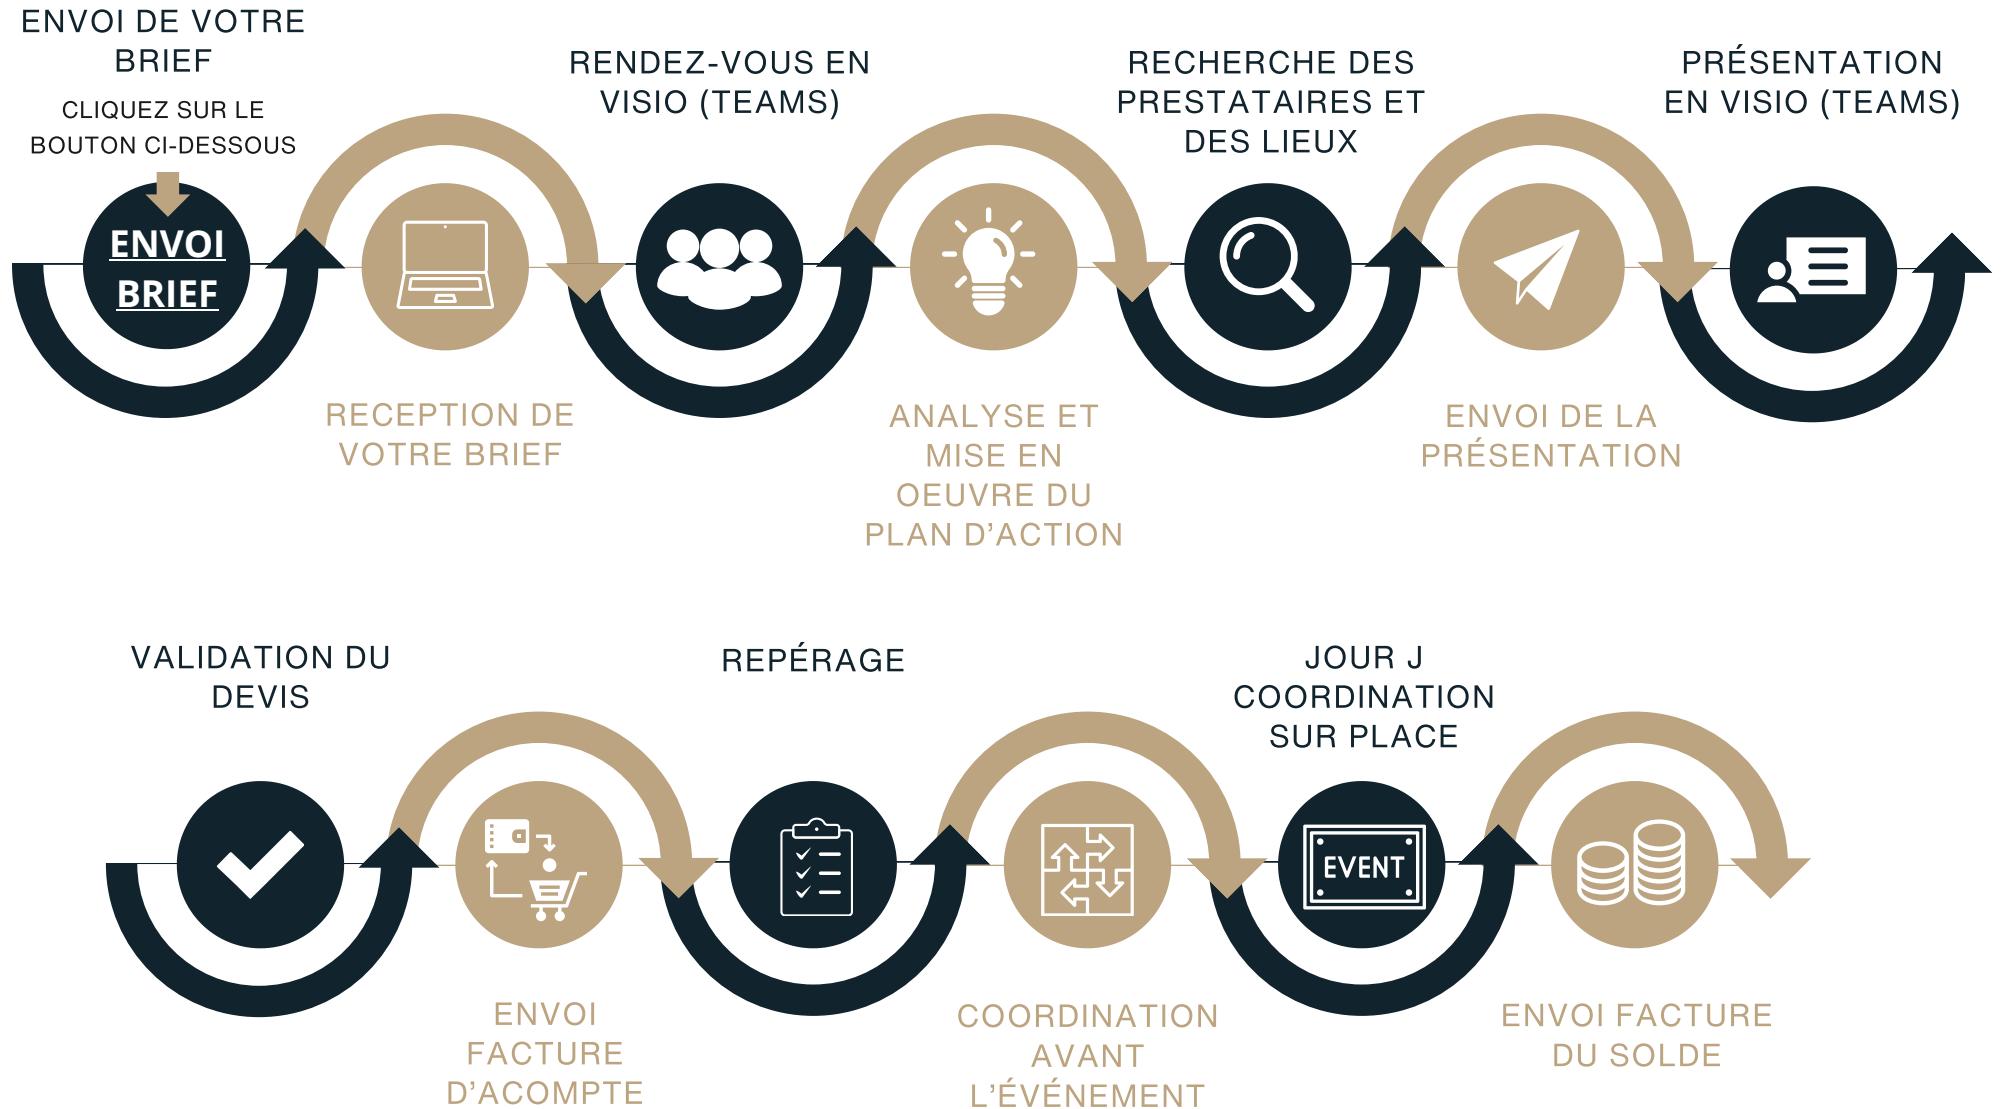 ENVOI DE VOTRE
BRIEF
CLIQUEZ SUR LE
BOUTON CI-DESSOUS
ENVOI
BRIEF
RECEPTION DE
VOTRE BRIEF
RENDEZ-VOUS EN
VISIO (TEAMS)
ANALYSE ET
MISE EN
OEUVRE DU
PLAN D’ACTION
RECHERCHE DES
PRESTATAIRES ET
DES LIEUX
ENVOI DE LA
PRÉSENTATION
PRÉSENTATION
EN VISIO (TEAMS)
VALIDATION DU
DEVIS
ENVOI
FACTURE
D’ACOMPTE
REPÉRAGE
COORDINATION
AVANT
L’ÉVÉNEMENT
JOUR J
COORDINATION
SUR PLACE
EVENT
ENVOI FACTURE
DU SOLDE